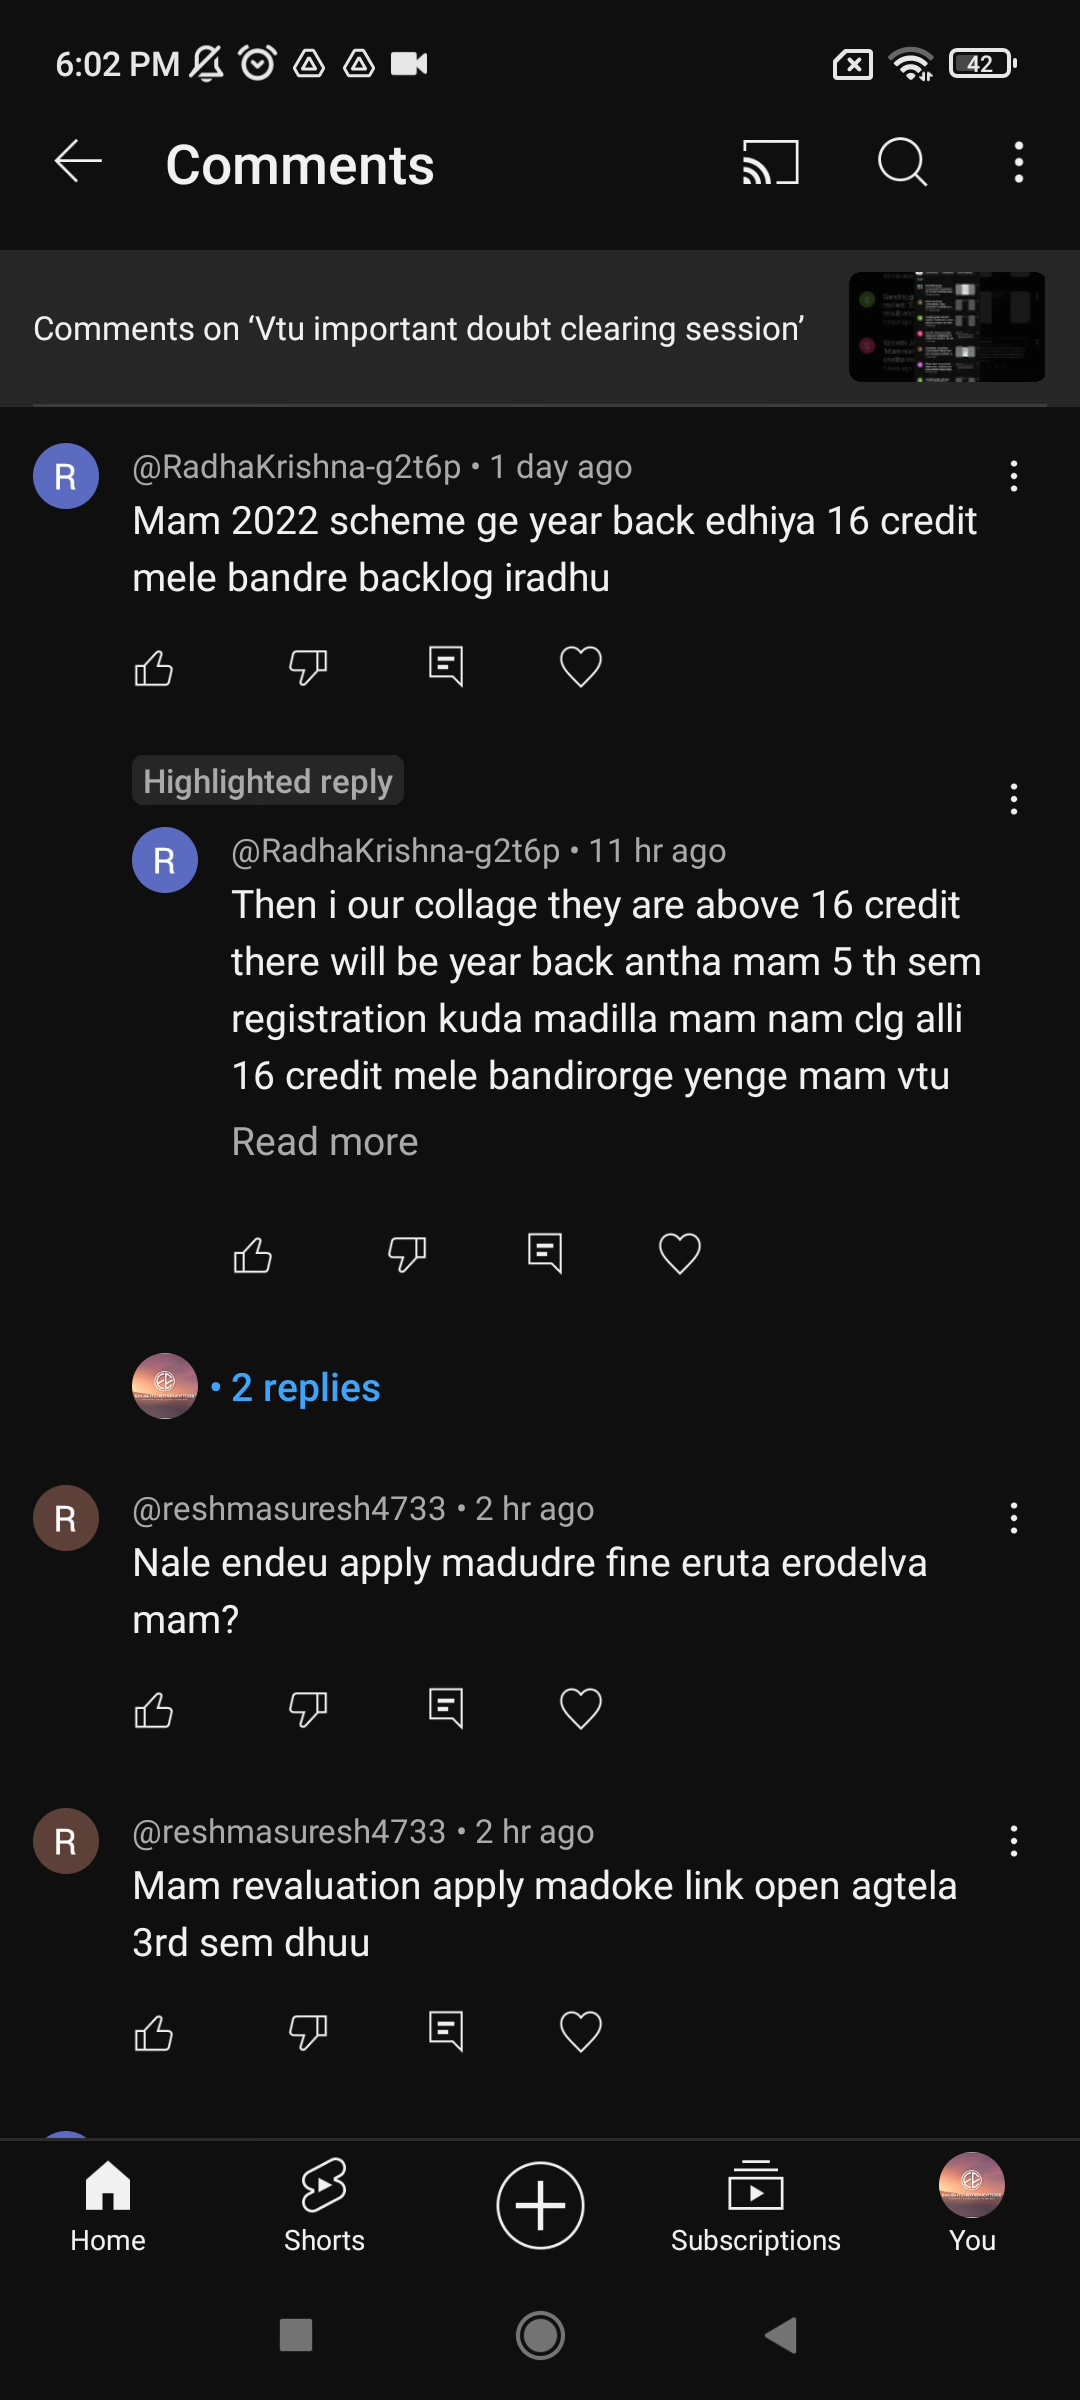 6:02 PM
42
Comments
Comments on ‘Vtu important doubt clearing session’
R
@RadhaKrishna-g2t6p • 1 day ago
Mam 2022 scheme ge year back edhiya 16 credit
mele bandre backlog iradhu
Highlighted reply
R
@RadhaKrishna-g2t6p • 11 hr ago
Then i our collage they are above 16 credit
there will be year back antha mam 5 th sem
registration kuda madilla mam nam clg alli
16 credit mele bandirorge yenge mam vtu
Read more
• 2 replies
R
@reshmasuresh4733 • 2 hr ago
Nale endeu apply madudre fine eruta erodelva
mam?
R
@reshmasuresh4733 • 2 hr ago
Mam revaluation apply madoke link open agtela
3rd sem dhuu
Home
Shorts
Subscriptions
You